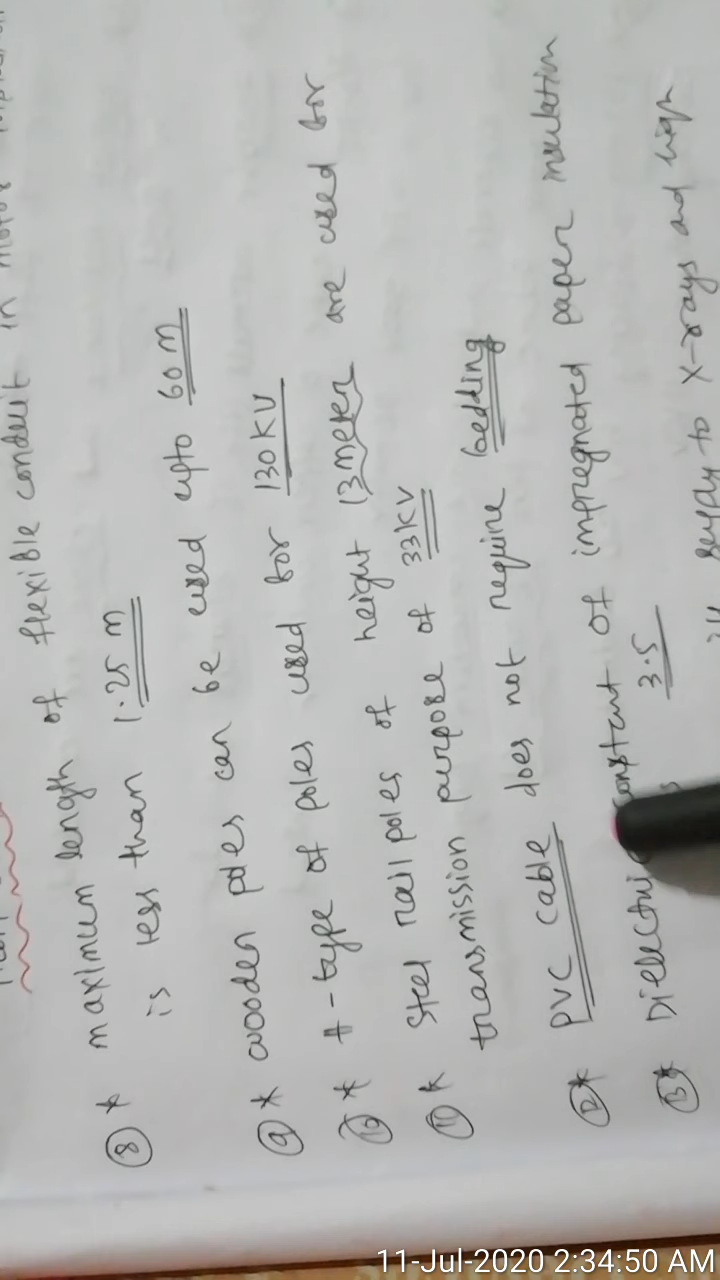 ⑧ * maximum length of flexible conduit in motor
is less than 1.25 m
⑨ * wooden poles can be used upto 60 m
⑩ * H-type of poles used for 130 KV
⑪ * Steel rail poles of height 13 meter are used for
transmission purpose of 33 KV
⑫ * PVC cable does not require bedding
⑬ * Dielectric constant of impregnated paper insulation
3.5
supply to X-rays and high
11-Jul-2020 2:34:50 AM